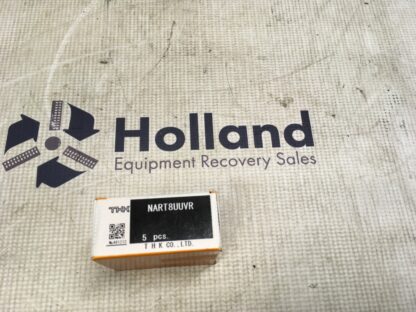 Holland
Equipment Recovery Sales
THK
NART8UUVR
5 pcs.
T H K CO., LTD.